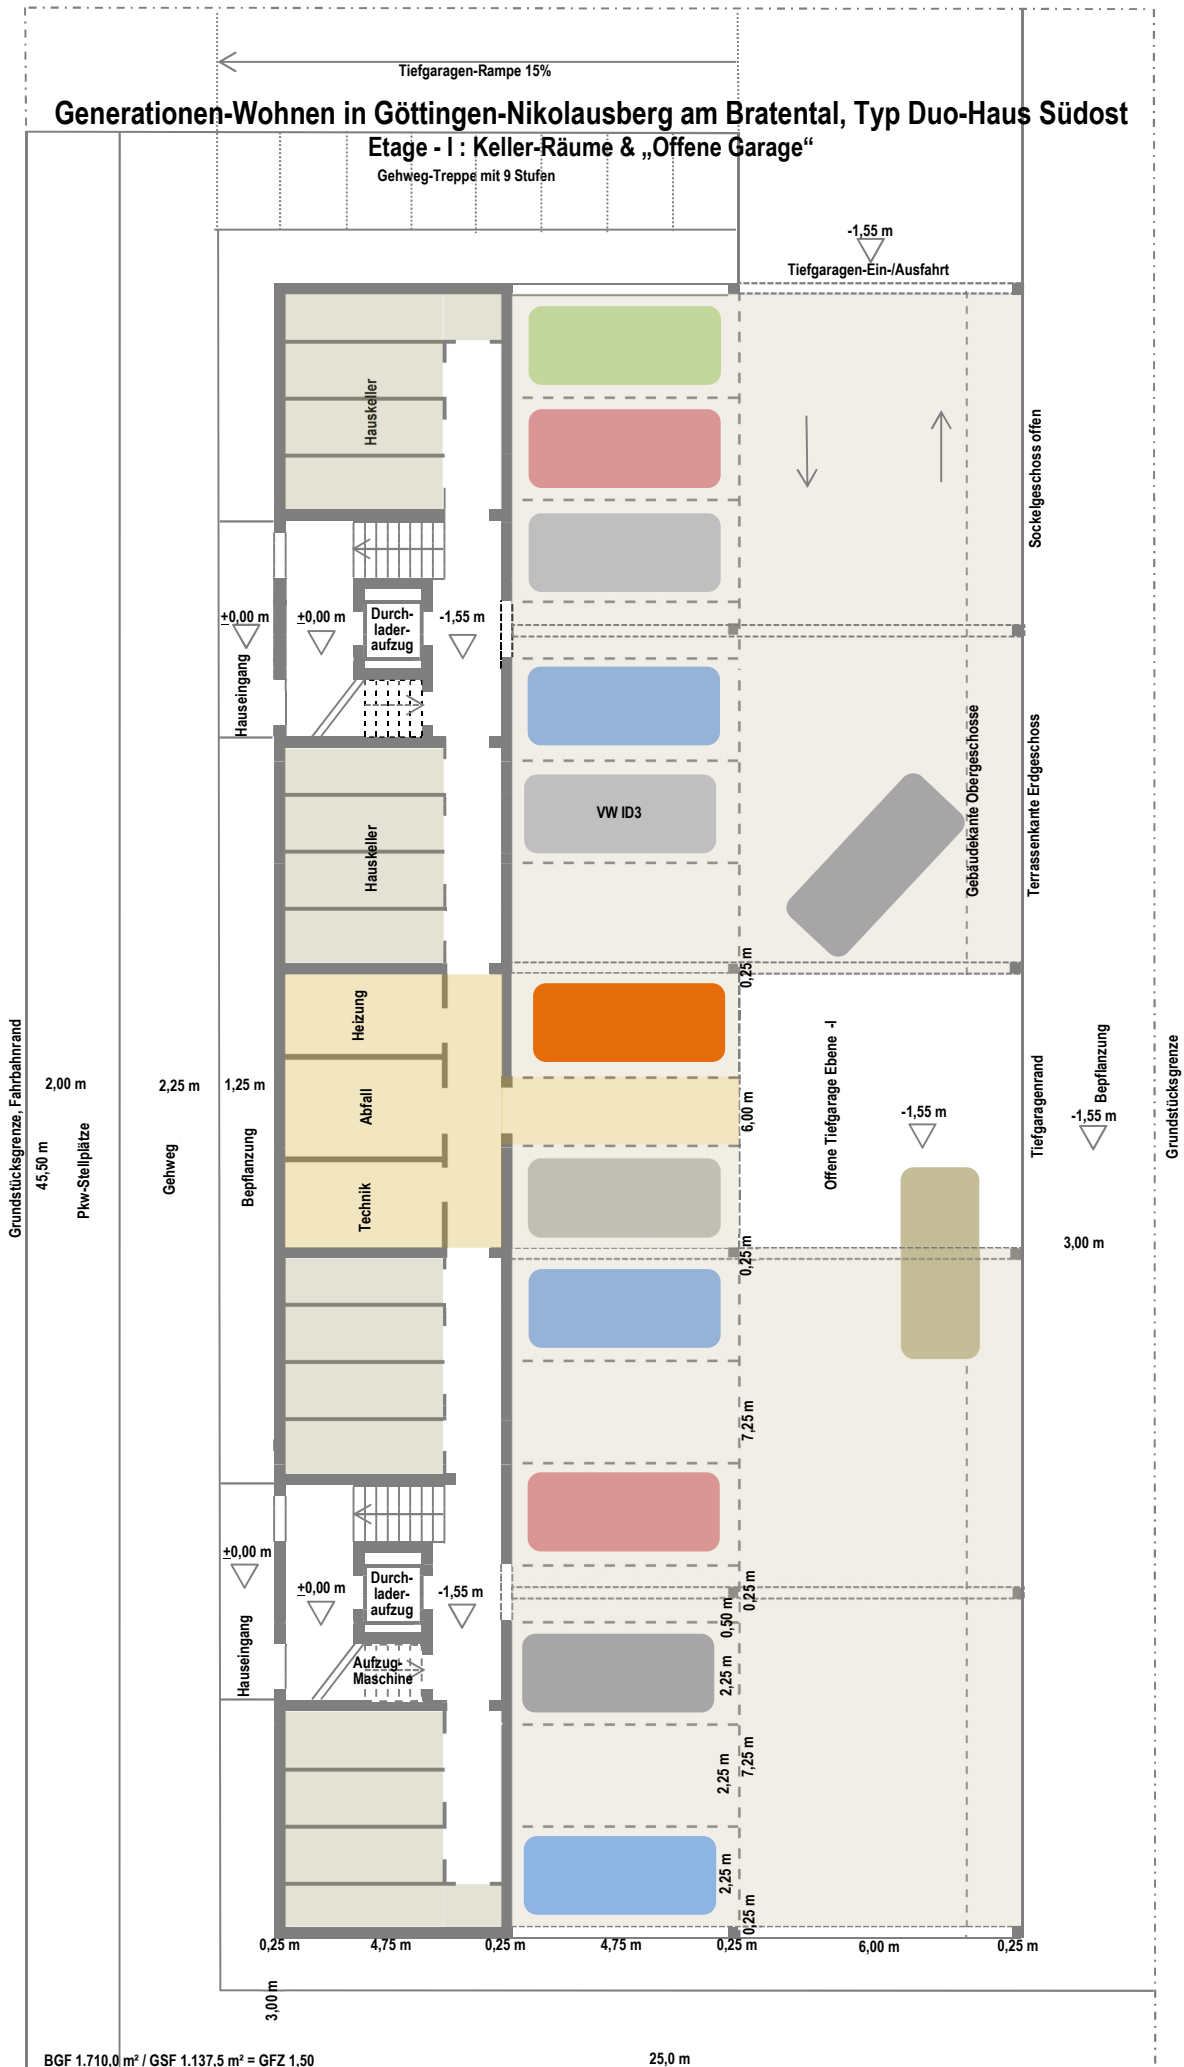 Tiefgaragen-Rampe 15%
Generationen-Wohnen in Göttingen-Nikolausberg am Bratental, Typ Duo-Haus Südost
Etage - I : Keller-Räume & „Offene Garage“
Gehweg-Treppe mit 9 Stufen
-1,55 m
Tiefgaragen-Ein-/Ausfahrt
Hauskeller
Sockelgeschoss offen
±0,00 m
±0,00 m
Durch-
lader-
aufzug
-1,55 m
Hauseingang
Hauskeller
VW ID3
Gebäudekante Obergeschosse
Terrassenkante Erdgeschoss
0,25 m
Grundstücksgrenze, Fahrbahnrand
45,50 m
2,00 m
Pkw-Stellplätze
2,25 m
Gehweg
1,25 m
Bepflanzung
Heizung
Abfall
Technik
6,00 m
Offene Tiefgarage Ebene -I
-1,55 m
Tiefgaragenrand
Bepflanzung
-1,55 m
Grundstücksgrenze
3,00 m
0,25 m
7,25 m
±0,00 m
±0,00 m
Durch-
lader-
aufzug
-1,55 m
Hauseingang
Aufzug-
Maschine
0,25 m
0,50 m
2,25 m
2,25 m
7,25 m
2,25 m
0,25 m
0,25 m
4,75 m
0,25 m
4,75 m
0,25 m
6,00 m
0,25 m
3,00 m
BGF 1.710,0 m² / GSF 1.137,5 m² = GFZ 1,50
25,0 m